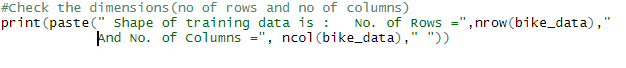 #Check the dimensions(no of rows and no of columns)
print(paste(" Shape of training data is :   No. of Rows =",nrow(bike_data),"
            And No. of Columns =", ncol(bike_data)," "))